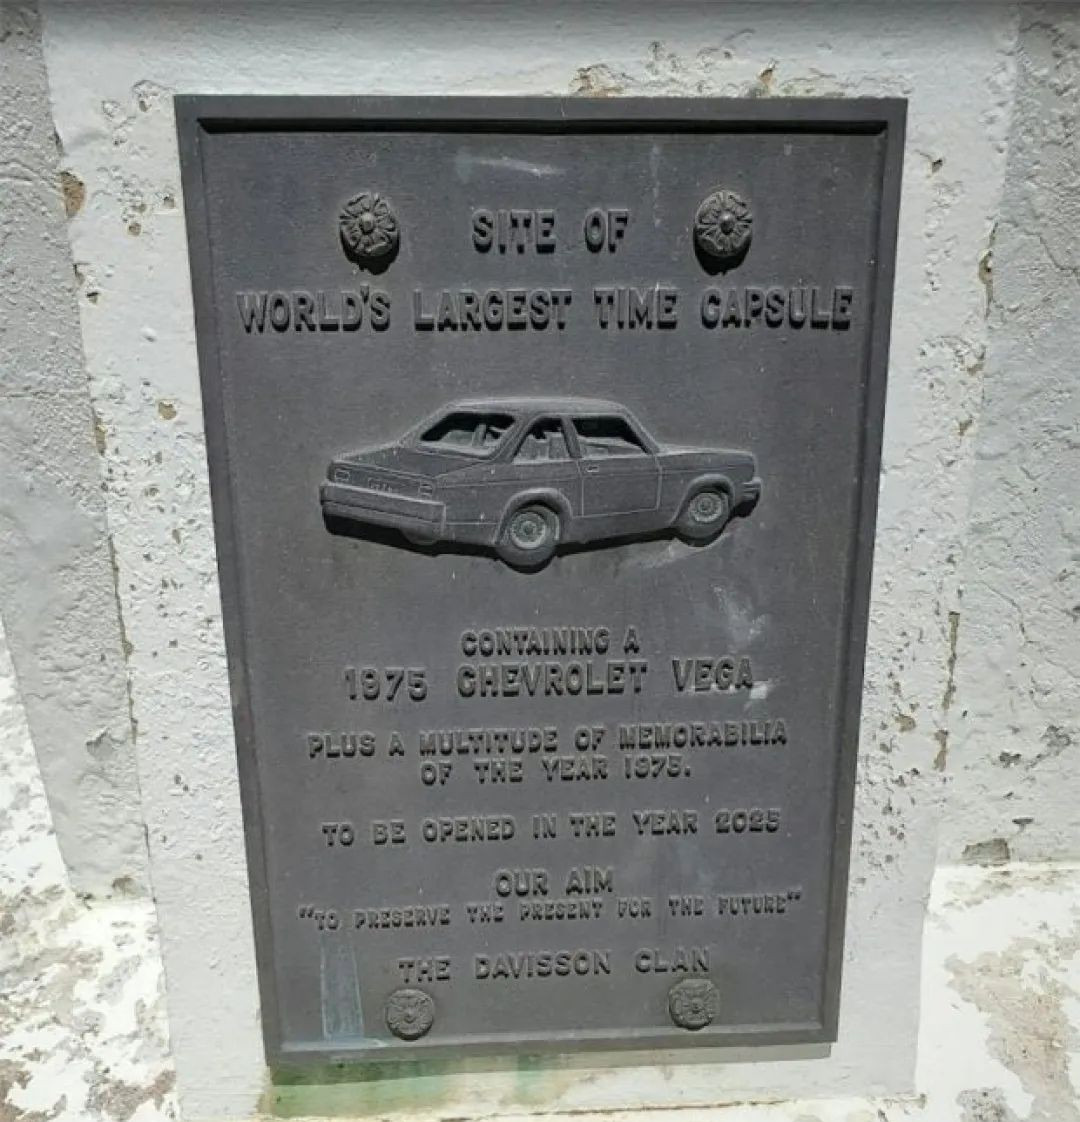 SITE OF
WORLD'S LARGEST TIME CAPSULE
CONTAINING A
1975 CHEVROLET VEGA
PLUS A MULTITUDE OF MEMORABILIA
OF THE YEAR 1975.
TO BE OPENED IN THE YEAR 2025
OUR AIM
"TO PRESERVE THE PRESENT FOR THE FUTURE"
THE DAVISSON CLAN